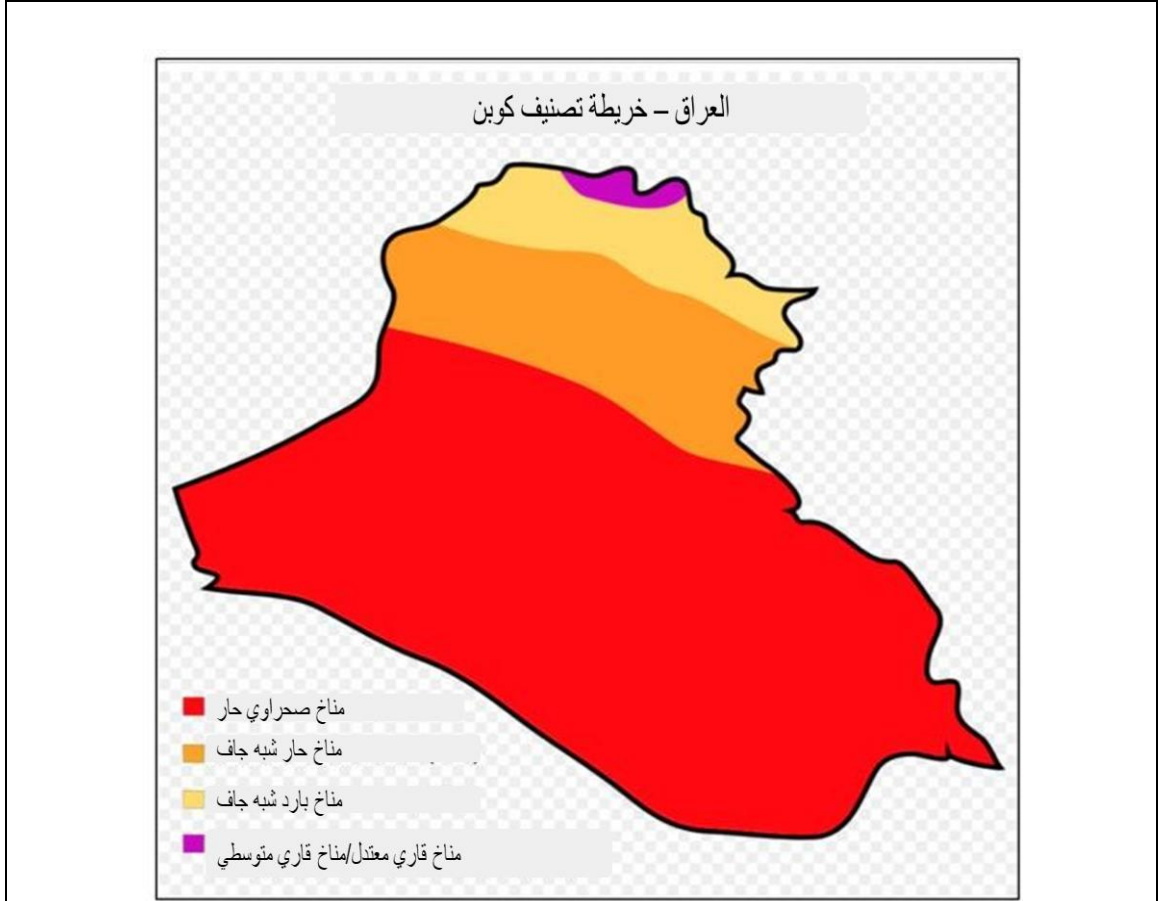 العراق – خريطة تصنيف كوبن
مناخ صحراوي حار
مناخ حار شبه جاف
مناخ بارد شبه جاف
مناخ قاري معتدل/مناخ قاري متوسطي